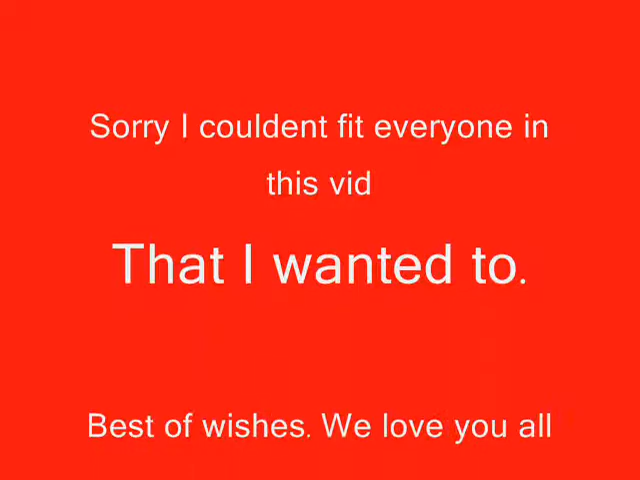 Sorry I couldent fit everyone in
this vid
That I wanted to.
Best of wishes. We love you all